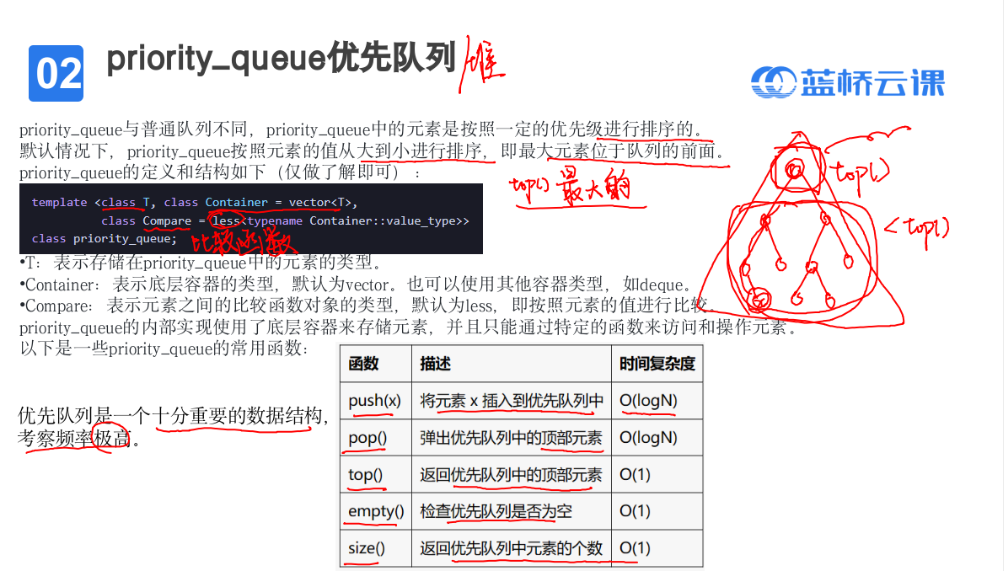 02
priority_queue优先队列 堆
蓝桥云课
priority_queue与普通队列不同，priority_queue中的元素是按照一定的优先级进行排序的。
默认情况下，priority_queue按照元素的值从大到小进行排序，即最大元素位于队列的前面。
priority_queue的定义和结构如下（仅做了解即可）：
top() 最大的
top()
< top()
template <class T, class Container = vector<T>,
class Compare = less<typename Container::value_type>>
class priority_queue;
比较函数
•T：表示存储在priority_queue中的元素的类型。
•Container：表示底层容器的类型，默认为vector。也可以使用其他容器类型，如deque。
•Compare：表示元素之间的比较函数对象的类型，默认为less，即按照元素的值进行比较。
priority_queue的内部实现使用了底层容器来存储元素，并且只能通过特定的函数来访问和操作元素。
以下是一些priority_queue的常用函数：
优先队列是一个十分重要的数据结构，
考察频率极高。
函数 描述 时间复杂度
push(x) 将元素 x 插入到优先队列中 O(logN)
pop() 弹出优先队列中的顶部元素 O(logN)
top() 返回优先队列中的顶部元素 O(1)
empty() 检查优先队列是否为空 O(1)
size() 返回优先队列中元素的个数 O(1)